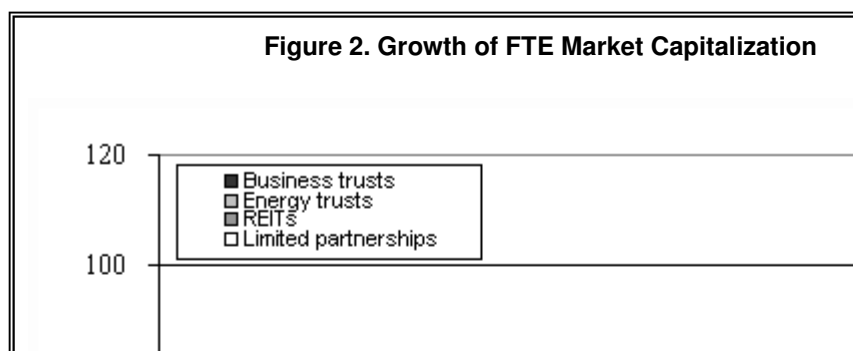 Figure 2. Growth of FTE Market Capitalization
120
Business trusts
Energy trusts
REITs
Limited partnerships
100